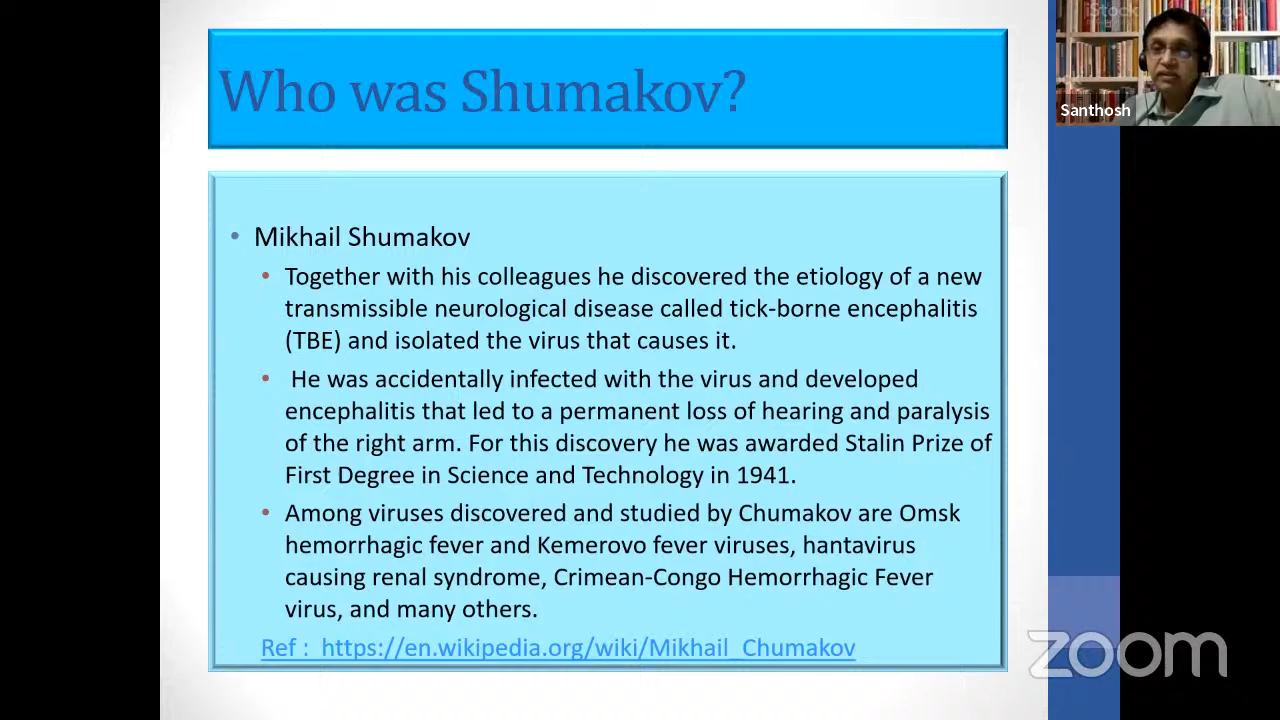 Who was Shumakov?
• Mikhail Shumakov
• Together with his colleagues he discovered the etiology of a new
transmissible neurological disease called tick-borne encephalitis
(TBE) and isolated the virus that causes it.
• He was accidentally infected with the virus and developed
encephalitis that led to a permanent loss of hearing and paralysis
of the right arm. For this discovery he was awarded Stalin Prize of
First Degree in Science and Technology in 1941.
• Among viruses discovered and studied by Chumakov are Omsk
hemorrhagic fever and Kemerovo fever viruses, hantavirus
causing renal syndrome, Crimean-Congo Hemorrhagic Fever
virus, and many others.
Ref : https://en.wikipedia.org/wiki/Mikhail_Chumakov
iStock
Santhosh
zoom